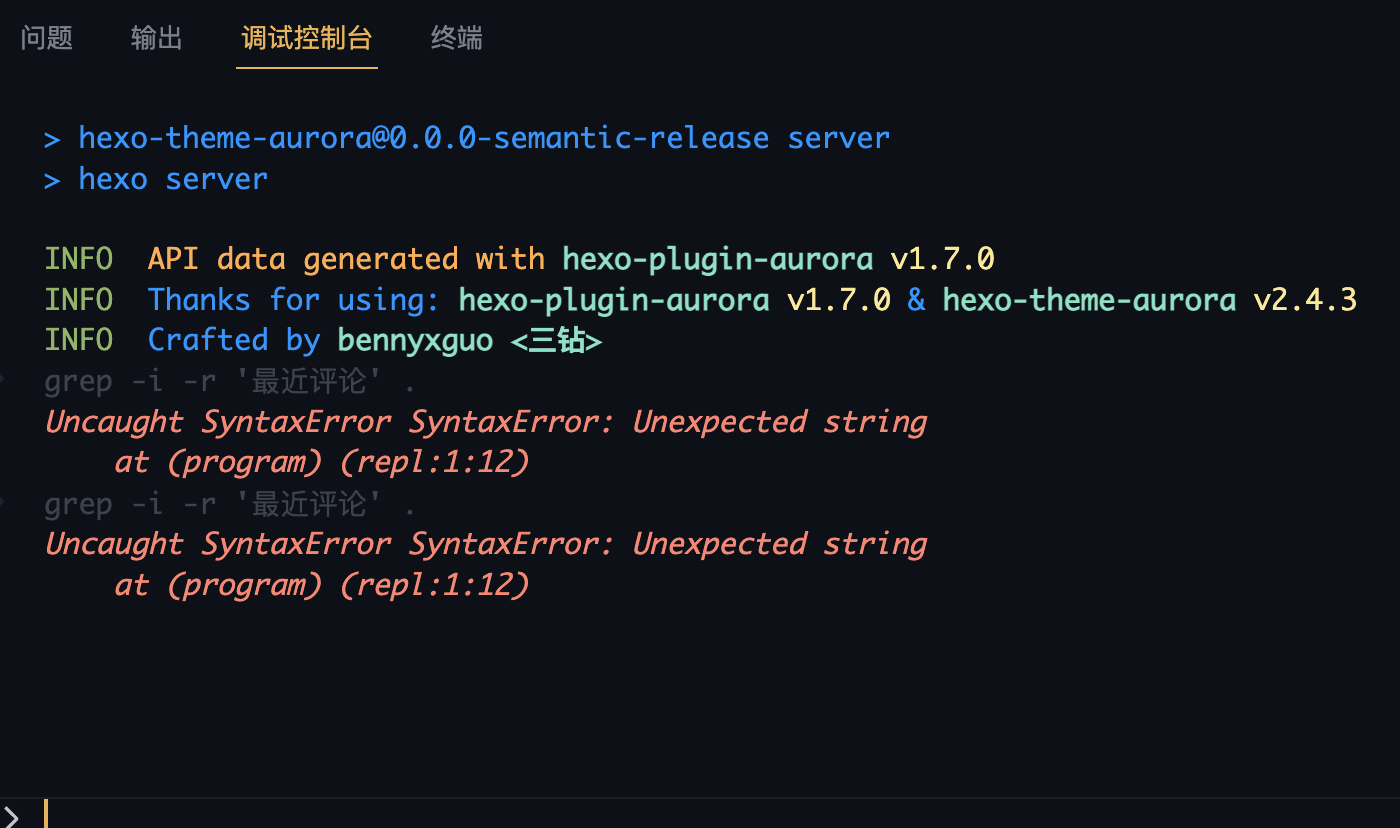 问题 输出 调试控制台 终端
> hexo-theme-aurora@0.0.0-semantic-release server
> hexo server
INFO  API data generated with hexo-plugin-aurora v1.7.0
INFO  Thanks for using: hexo-plugin-aurora v1.7.0 & hexo-theme-aurora v2.4.3
INFO  Crafted by bennyxguo <三钻>
grep -i -r '最近评论' .
Uncaught SyntaxError SyntaxError: Unexpected string
    at (program) (repl:1:12)
grep -i -r '最近评论' .
Uncaught SyntaxError SyntaxError: Unexpected string
    at (program) (repl:1:12)